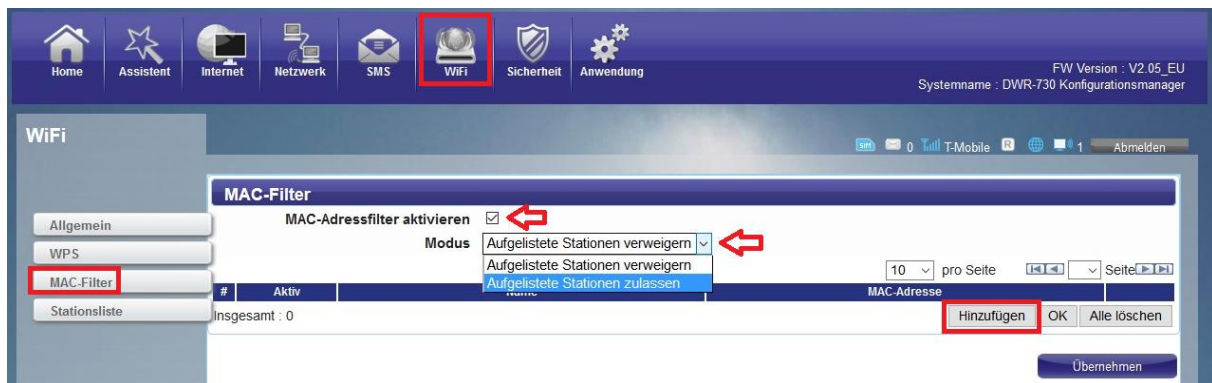 Home Assistent Internet Netzwerk SMS WiFi Sicherheit Anwendung
FW Version : V2.05_EU
Systemname : DWR-730 Konfigurationsmanager
WiFi
SIM 0 T-Mobile R 1 Abmelden
MAC-Filter
Allgemein
WPS
MAC-Filter
Stationsliste
MAC-Adressfilter aktivieren
Modus Aufgelistete Stationen verweigern
Aufgelistete Stationen verweigern
Aufgelistete Stationen zulassen
10 pro Seite Seite
# Aktiv Name MAC-Adresse
Insgesamt : 0 Hinzufügen OK Alle löschen
Übernehmen